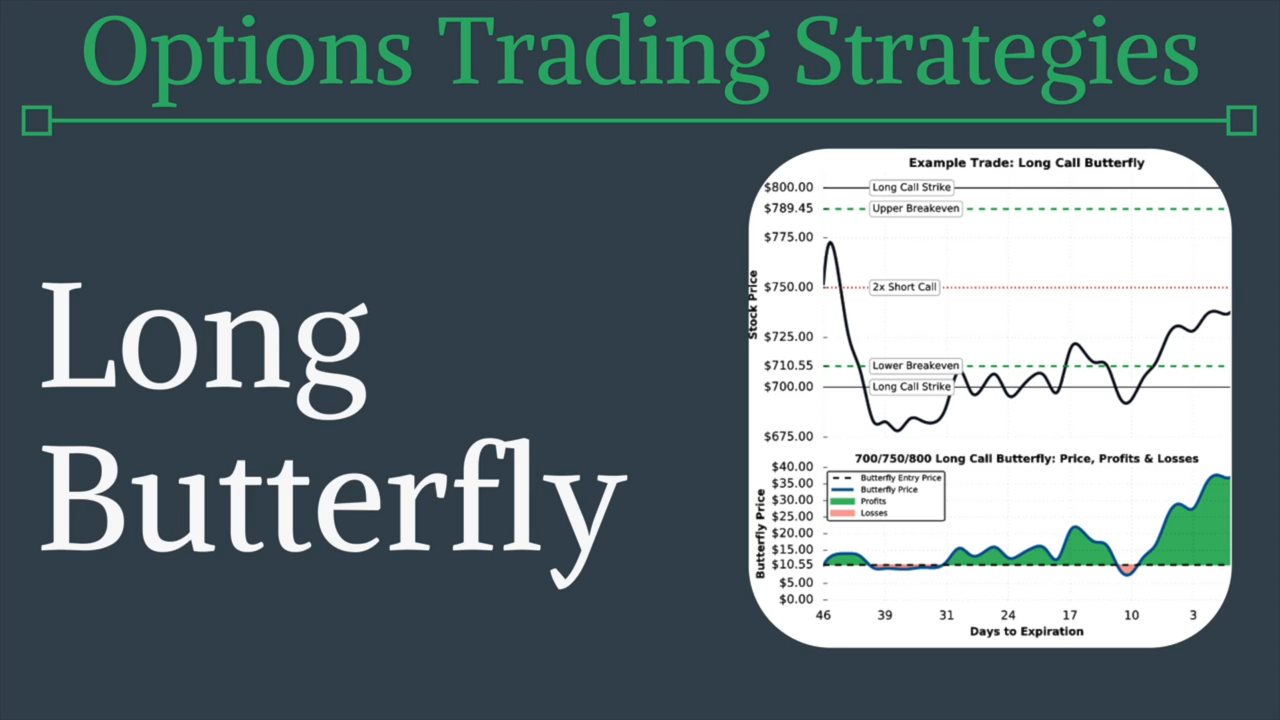 Options Trading Strategies
Long
Butterfly
Example Trade: Long Call Butterfly
Stock Price
$800.00
Long Call Strike
$789.45
Upper Breakeven
$775.00
$750.00
2x Short Call
$725.00
$710.55
Lower Breakeven
$700.00
Long Call Strike
$675.00
700/750/800 Long Call Butterfly: Price, Profits & Losses
Butterfly Price
$40.00
$35.00
$30.00
$25.00
$20.00
$15.00
$10.55
$5.00
$0.00
Butterfly Entry Price
Butterfly Price
Profits
Losses
46 39 31 24 17 10 3
Days to Expiration